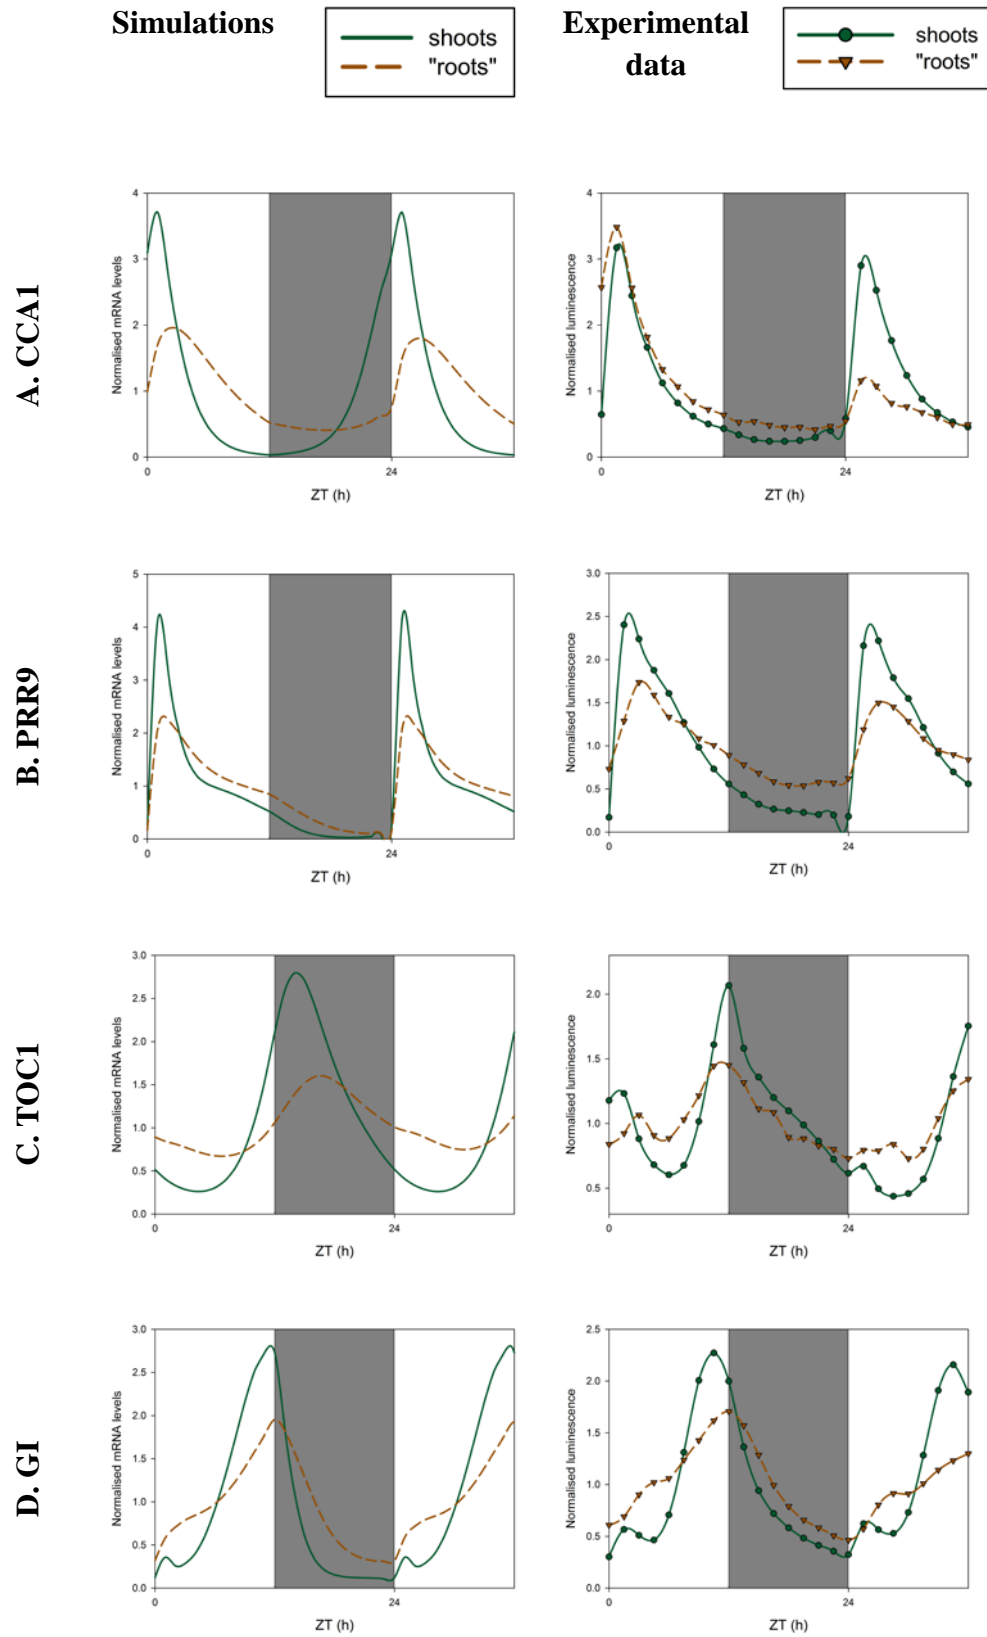 Simulations
shoots
"roots"
Experimental
data
shoots
"roots"
A. CCA1
Normalised mRNA levels
4
3
2
1
0
0
24
ZT (h)
Normalised luminescence
4
3
2
1
0
0
24
ZT (h)
B. PRR9
Normalised mRNA levels
5
4
3
2
1
0
0
24
ZT (h)
Normalised luminescence
3.0
2.5
2.0
1.5
1.0
0.5
0.0
0
24
ZT (h)
C. TOC1
Normalised mRNA levels
3.0
2.5
2.0
1.5
1.0
0.5
0.0
0
24
ZT (h)
Normalised luminescence
2.0
1.5
1.0
0.5
0
24
ZT (h)
D. GI
Normalised mRNA levels
3.0
2.5
2.0
1.5
1.0
0.5
0.0
0
24
ZT (h)
Normalised luminescence
2.5
2.0
1.5
1.0
0.5
0.0
0
24
ZT (h)